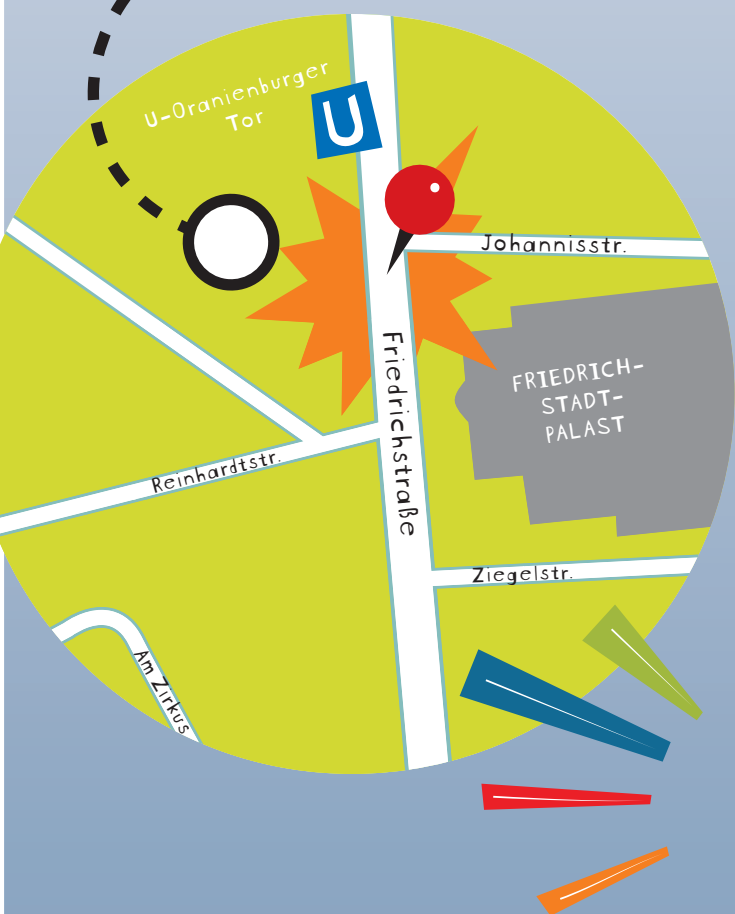 U-Oranienburger
Tor
U
Johannisstr.
FRIEDRICH-
STADT-
PALAST
Friedrichstraße
Reinhardtstr.
Ziegelstr.
Am Zirkus